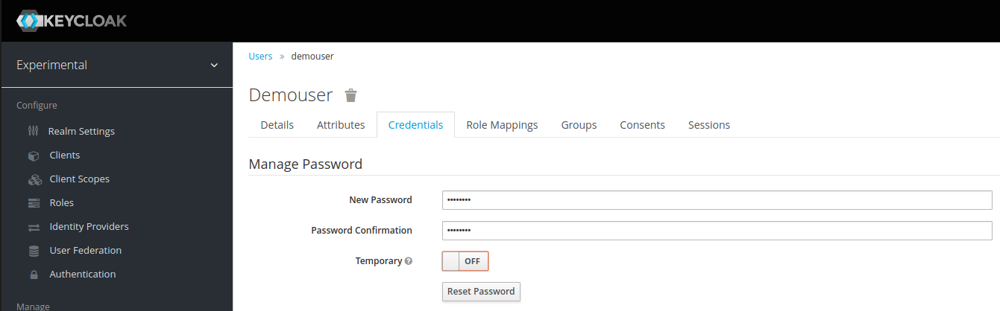 KEYCLOAK
Experimental
Configure
Realm Settings
Clients
Client Scopes
Roles
Identity Providers
User Federation
Authentication
Manage
Users » demouser
Demouser
Details Attributes Credentials Role Mappings Groups Consents Sessions
Manage Password
New Password ••••••••
Password Confirmation ••••••••
Temporary ? OFF
Reset Password